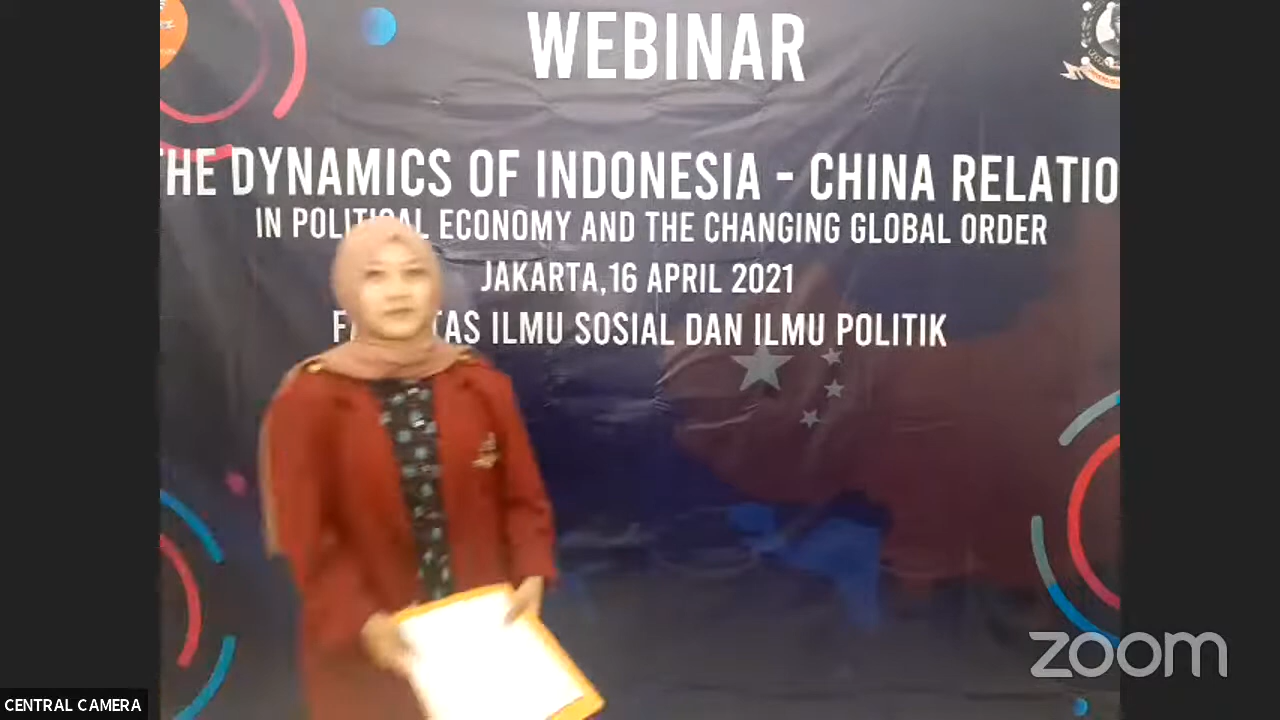 WEBINAR
THE DYNAMICS OF INDONESIA - CHINA RELATIO
IN POLITICAL ECONOMY AND THE CHANGING GLOBAL ORDER
JAKARTA,16 APRIL 2021
ILMU SOSIAL DAN ILMU POLITIK
zoom
CENTRAL CAMERA